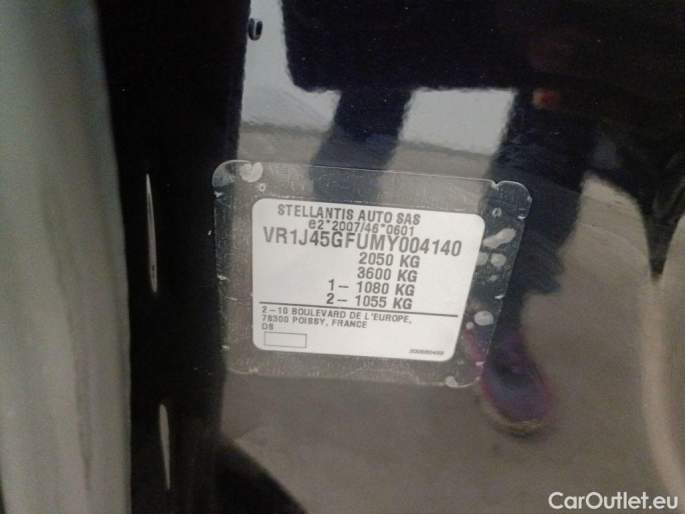 STELLANTIS AUTO SAS
e2*2007/46*0601
VR1J45GFUMY004140
2050 KG
3600 KG
1- 1080 KG
2- 1055 KG
2-10 BOULEVARD DE L'EUROPE,
78300 POISSY, FRANCE
DS
CarOutlet.eu